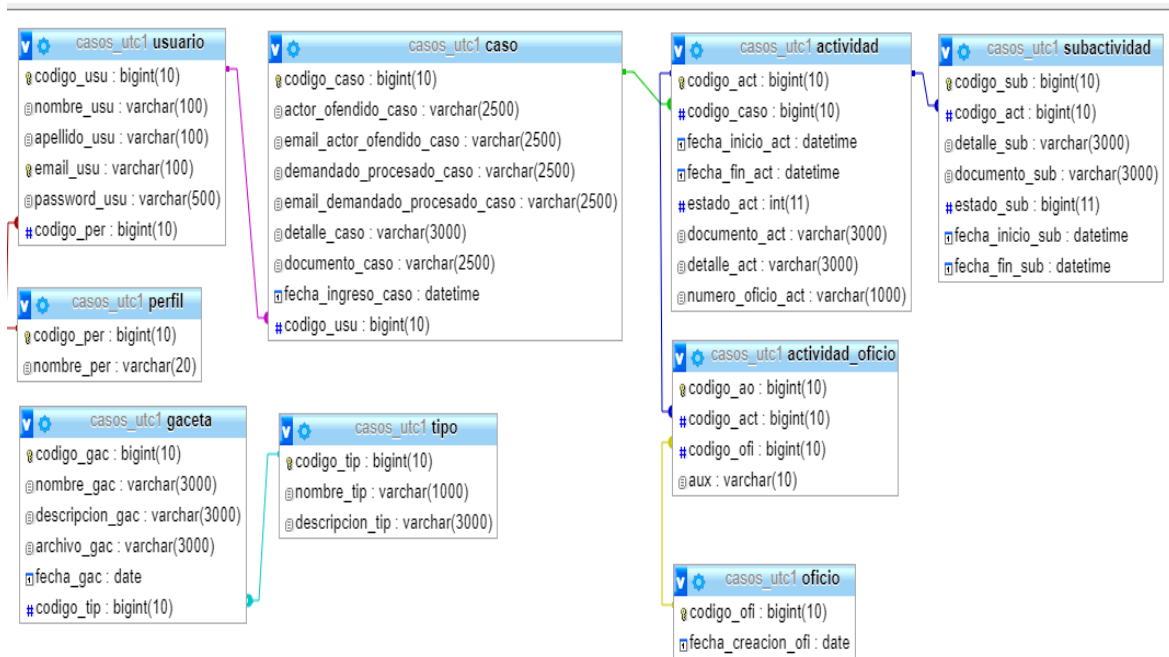 casos_utc1 usuario
codigo_usu : bigint(10)
nombre_usu : varchar(100)
apellido_usu : varchar(100)
email_usu : varchar(100)
password_usu : varchar(500)
# codigo_per : bigint(10)
casos_utc1 perfil
codigo_per : bigint(10)
nombre_per : varchar(20)
casos_utc1 gaceta
codigo_gac : bigint(10)
nombre_gac : varchar(3000)
descripcion_gac : varchar(3000)
archivo_gac : varchar(3000)
fecha_gac : date
# codigo_tip : bigint(10)
casos_utc1 caso
codigo_caso : bigint(10)
actor_ofendido_caso : varchar(2500)
email_actor_ofendido_caso : varchar(2500)
demandado_procesado_caso : varchar(2500)
email_demandado_procesado_caso : varchar(2500)
detalle_caso : varchar(3000)
documento_caso : varchar(2500)
fecha_ingreso_caso : datetime
# codigo_usu : bigint(10)
casos_utc1 tipo
codigo_tip : bigint(10)
nombre_tip : varchar(1000)
descripcion_tip : varchar(3000)
casos_utc1 actividad
codigo_act : bigint(10)
# codigo_caso : bigint(10)
fecha_inicio_act : datetime
fecha_fin_act : datetime
# estado_act : int(11)
documento_act : varchar(3000)
detalle_act : varchar(3000)
numero_oficio_act : varchar(1000)
casos_utc1 actividad_oficio
codigo_ao : bigint(10)
# codigo_act : bigint(10)
# codigo_ofi : bigint(10)
aux : varchar(10)
casos_utc1 oficio
codigo_ofi : bigint(10)
fecha_creacion_ofi : date
casos_utc1 subactividad
codigo_sub : bigint(10)
# codigo_act : bigint(10)
detalle_sub : varchar(3000)
documento_sub : varchar(3000)
# estado_sub : bigint(11)
fecha_inicio_sub : datetime
fecha_fin_sub : datetime